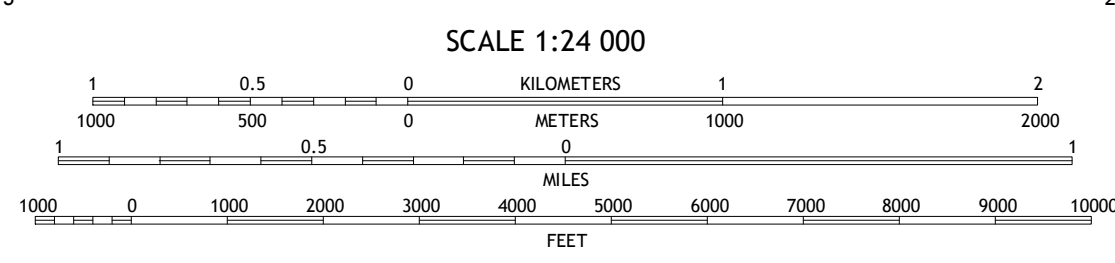 SCALE 1:24 000
1 0.5 0 KILOMETERS 1 2
1000 500 0 METERS 1000 2000
1 0.5 0 1
MILES
1000 0 1000 2000 3000 4000 5000 6000 7000 8000 9000 10000
FEET